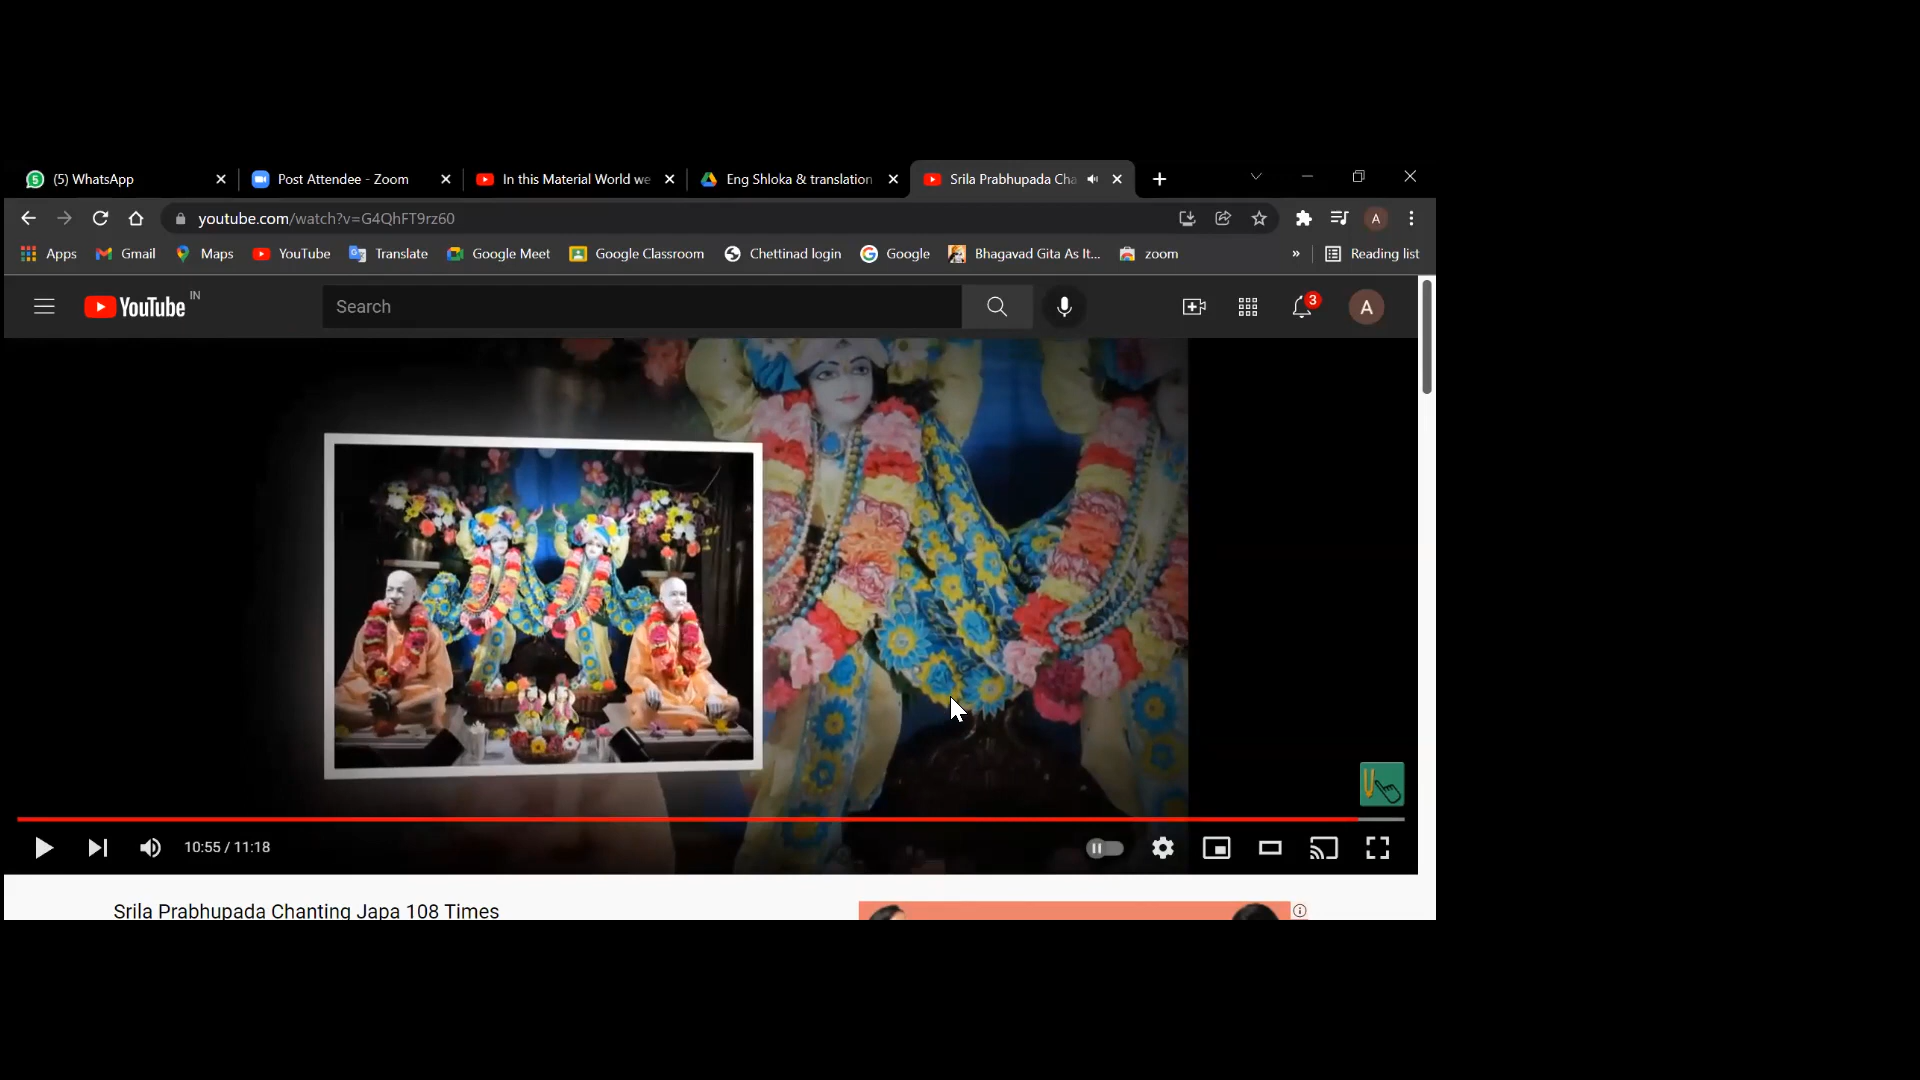 (5) WhatsApp
Post Attendee - Zoom
In this Material World we
Eng Shloka & translation
Srila Prabhupada Cha
youtube.com/watch?v=G4QhFT9rz60
A
Apps
Gmail
Maps
YouTube
Translate
Google Meet
Google Classroom
Chettinad login
Google
Bhagavad Gita As It...
zoom
»
Reading list
YouTube IN
Search
3
A
10:55 / 11:18
Srila Prabhupada Chanting Japa 108 Times